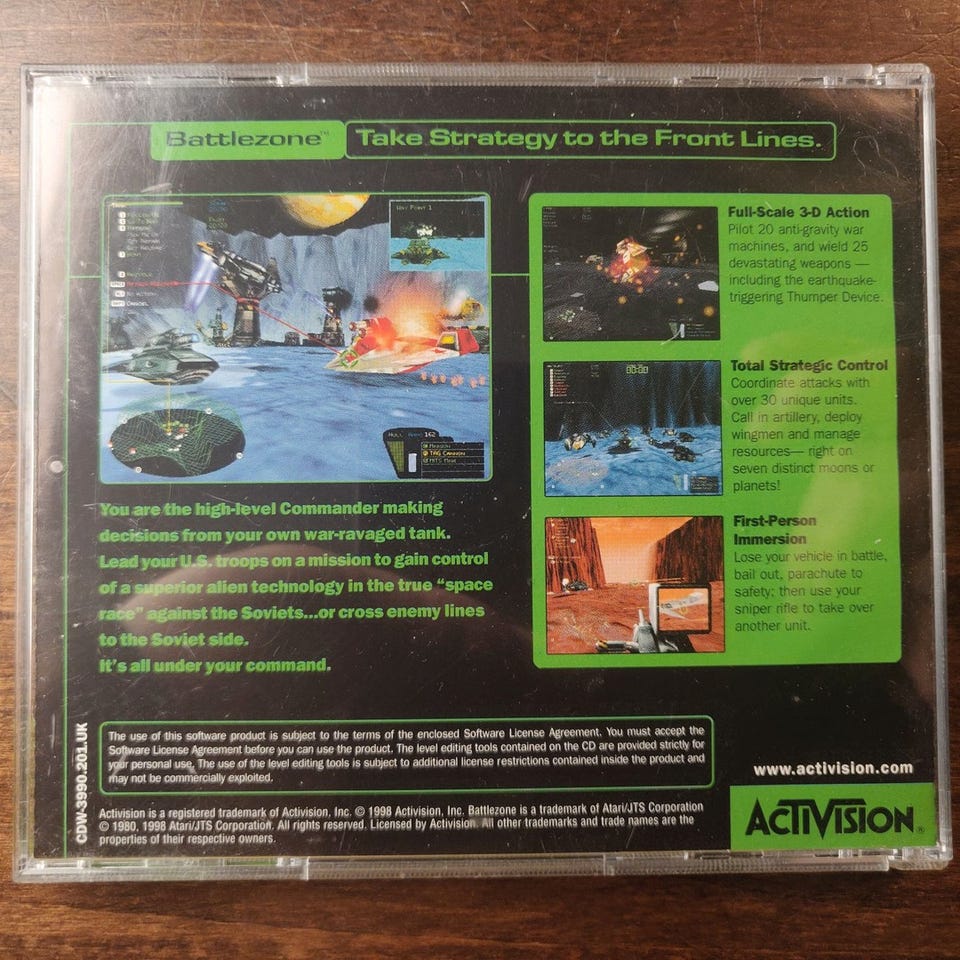 Battlezone™ Take Strategy to the Front Lines.
Way Point 1
HULL AMMO 162
TAG Cannon
Full-Scale 3-D Action
Pilot 20 anti-gravity war
machines, and wield 25
devastating weapons —
including the earthquake-
triggering Thumper Device.
Total Strategic Control
Coordinate attacks with
over 30 unique units.
Call in artillery, deploy
wingmen and manage
resources— right on
seven distinct moons or
planets!
First-Person
Immersion
Lose your vehicle in battle,
bail out, parachute to
safety; then use your
sniper rifle to take over
another unit.
You are the high-level Commander making
decisions from your own war-ravaged tank.
Lead your U.S. troops on a mission to gain control
of a superior alien technology in the true “space
race” against the Soviets...or cross enemy lines
to the Soviet side.
It's all under your command.
CDW-3990.201.UK
The use of this software product is subject to the terms of the enclosed Software License Agreement. You must accept the
Software License Agreement before you can use the product. The level editing tools contained on the CD are provided strictly for
your personal use. The use of the level editing tools is subject to additional license restrictions contained inside the product and
may not be commercially exploited.
Activision is a registered trademark of Activision, Inc. © 1998 Activision, Inc. Battlezone is a trademark of Atari/JTS Corporation
© 1980, 1998 Atari/JTS Corporation. All rights reserved. Licensed by Activision. All other trademarks and trade names are the
properties of their respective owners.
www.activision.com
ACTIVISION®